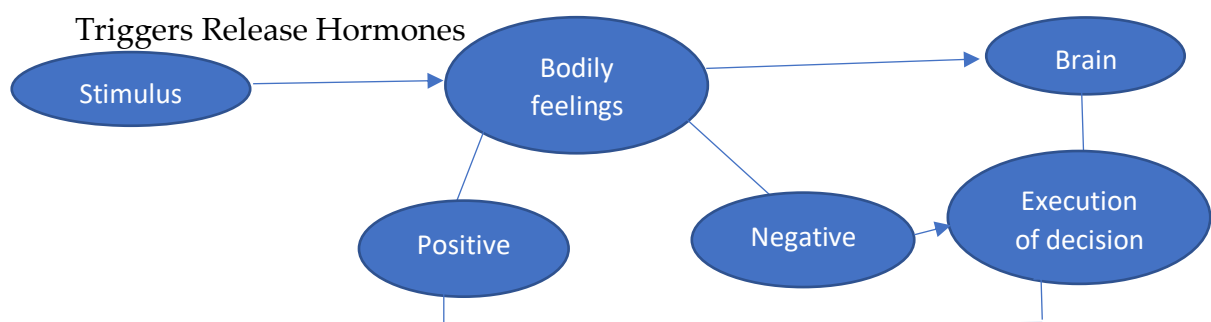 Triggers Release Hormones
Stimulus
Bodily
feelings
Brain
Positive
Negative
Execution
of decision